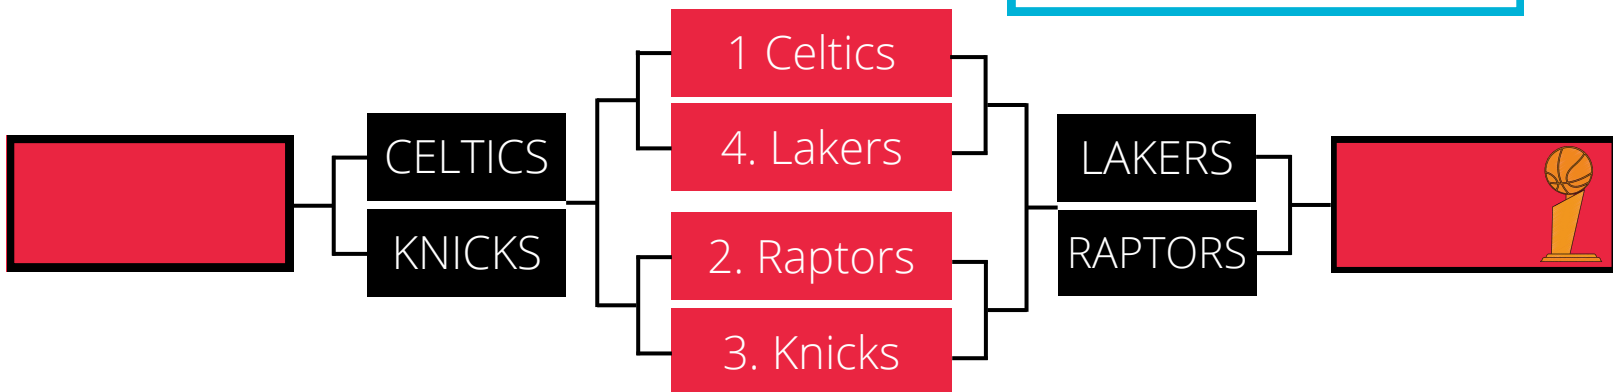 1 Celtics
4. Lakers
CELTICS
KNICKS
LAKERS
RAPTORS
2. Raptors
3. Knicks